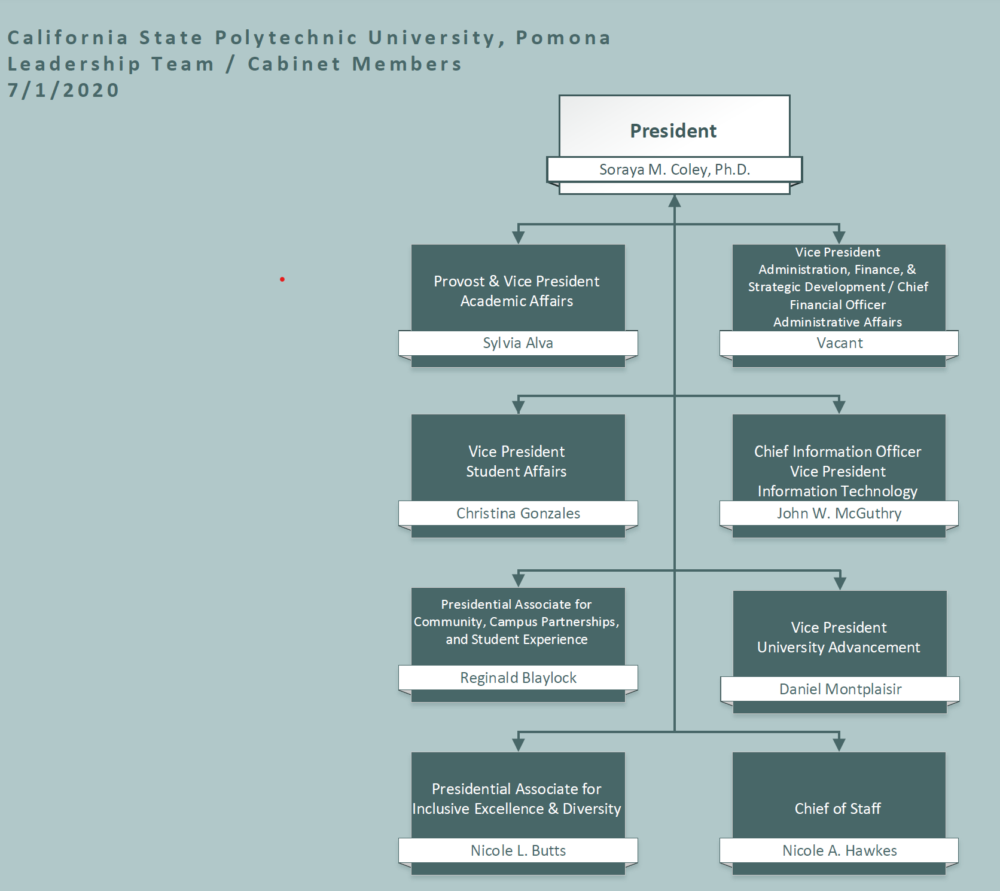 California State Polytechnic University, Pomona
Leadership Team / Cabinet Members
7/1/2020
President
Soraya M. Coley, Ph.D.
Provost & Vice President
Academic Affairs
Sylvia Alva
Vice President
Administration, Finance, &
Strategic Development / Chief
Financial Officer
Administrative Affairs
Vacant
Vice President
Student Affairs
Christina Gonzales
Chief Information Officer
Vice President
Information Technology
John W. McGuthry
Presidential Associate for
Community, Campus Partnerships,
and Student Experience
Reginald Blaylock
Vice President
University Advancement
Daniel Montplaisir
Presidential Associate for
Inclusive Excellence & Diversity
Nicole L. Butts
Chief of Staff
Nicole A. Hawkes